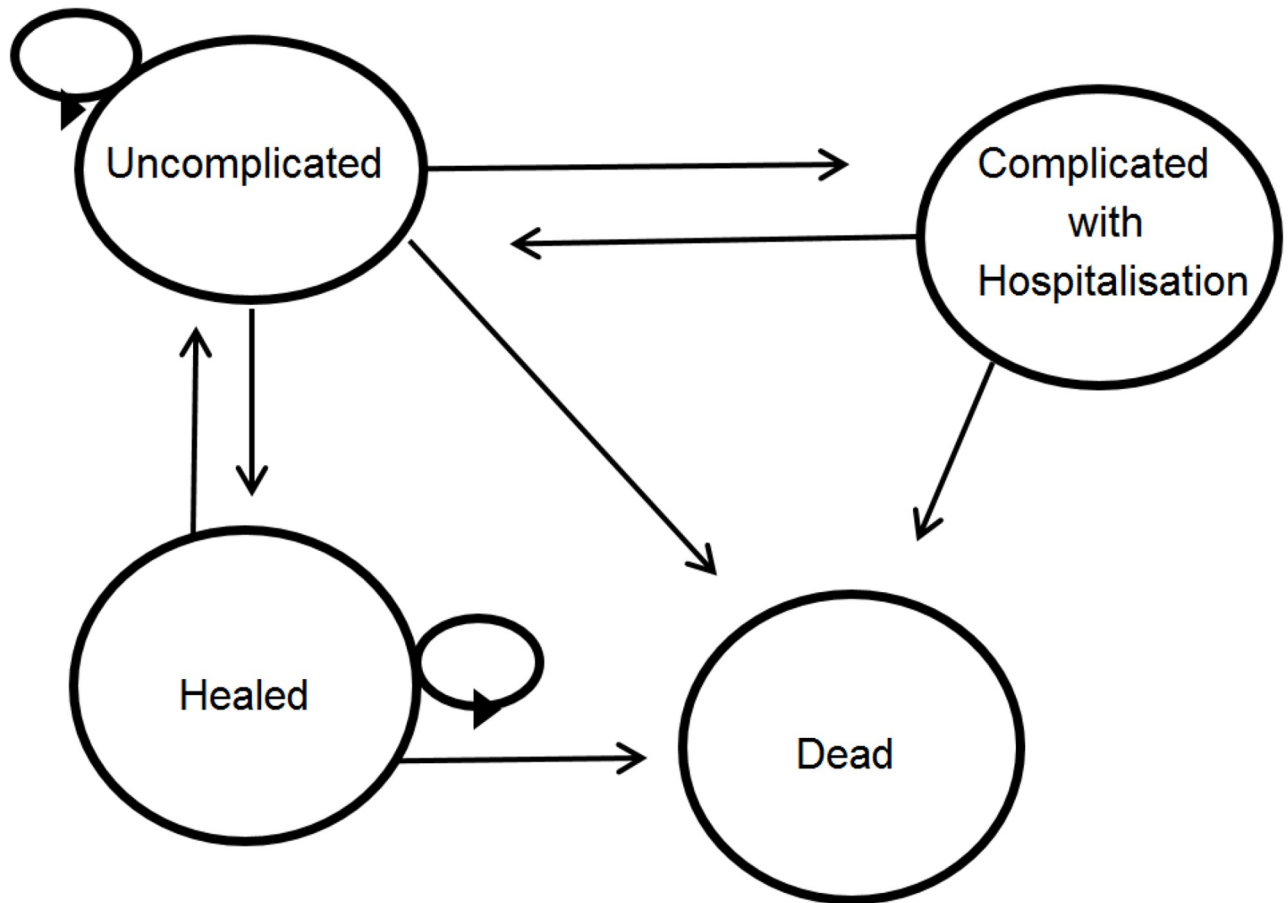 Uncomplicated
Complicated
with
Hospitalisation
Healed
Dead